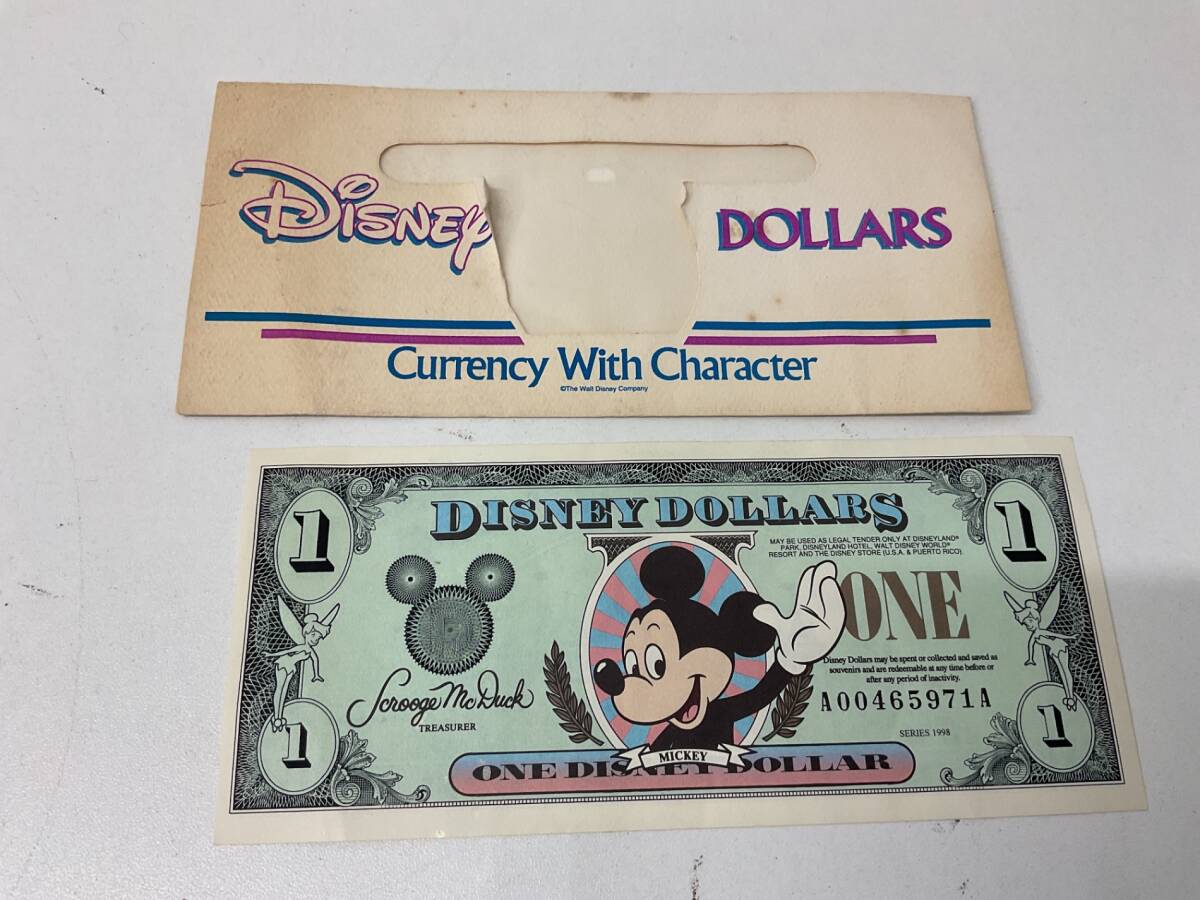 DISNEY DOLLARS
Currency With Character
©The Walt Disney Company
1 DISNEY DOLLARS 1
MAY BE USED AS LEGAL TENDER ONLY AT DISNEYLAND®
PARK, DISNEYLAND HOTEL, WALT DISNEY WORLD®
RESORT AND THE DISNEY STORE (U.S.A. & PUERTO RICO).
ONE
Disney Dollars may be spent or collected and saved as
souvenirs and are redeemable at any time before or
after any period of inactivity.
A00465971A
Scrooge McDuck
TREASURER
SERIES 1998
1 1
MICKEY
ONE DISNEY DOLLAR